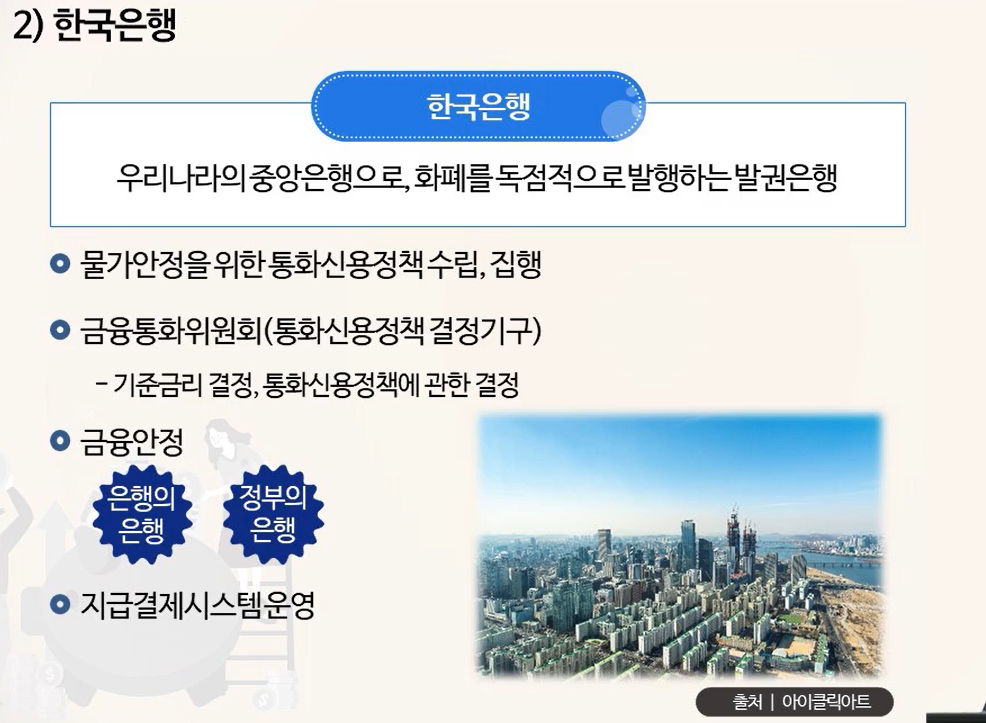 2) 한국은행
한국은행
우리나라의 중앙은행으로, 화폐를 독점적으로 발행하는 발권은행
물가안정을 위한 통화신용정책 수립, 집행
금융통화위원회(통화신용정책 결정기구)
- 기준금리 결정, 통화신용정책에 관한 결정
금융안정
은행의
은행
정부의
은행
지급결제시스템운영
출처 | 아이클릭아트